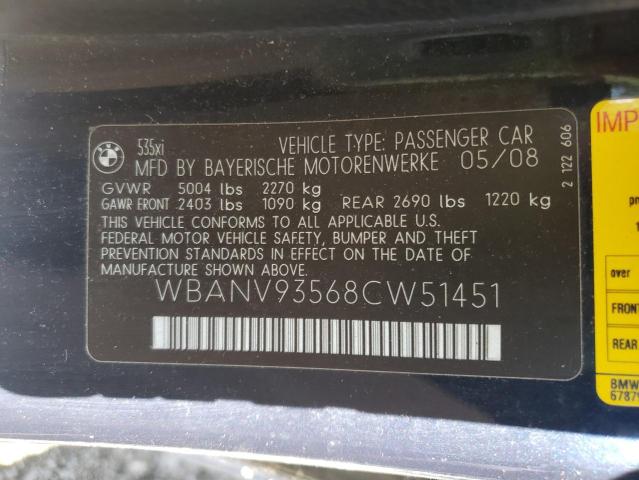 BMW
535xi
VEHICLE TYPE: PASSENGER CAR
MFD BY BAYERISCHE MOTORENWERKE 05/08
GVWR 5004 lbs 2270 kg
GAWR FRONT 2403 lbs 1090 kg REAR 2690 lbs 1220 kg
THIS VEHICLE CONFORMS TO ALL APPLICABLE U.S.
FEDERAL MOTOR VEHICLE SAFETY, BUMPER AND THEFT
PREVENTION STANDARDS IN EFFECT ON THE DATE OF
MANUFACTURE SHOWN ABOVE:
WBANV93568CW51451
2 122 606
IMP
over
FRONT
REAR
BMW